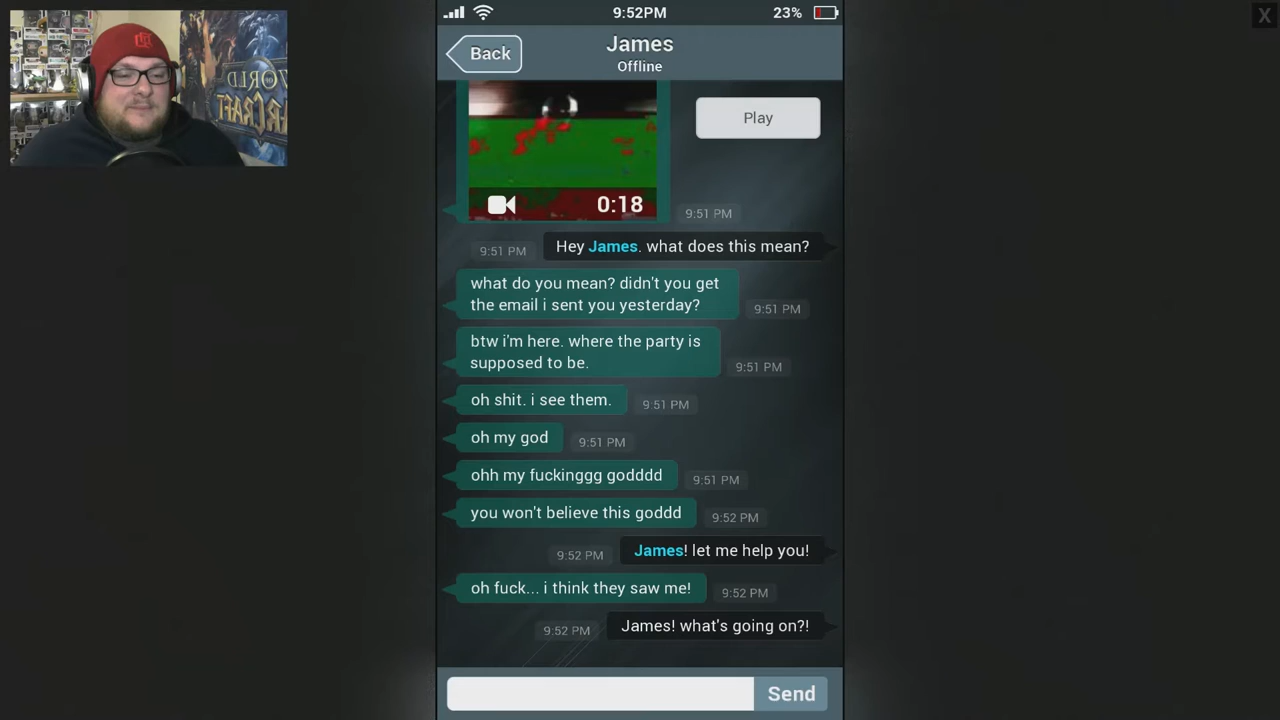 9:52PM
23%
X
Back
James
Offline
WORLD
OF
WARCRAFT
Play
0:18
9:51 PM
Hey James. what does this mean?
9:51 PM
what do you mean? didn't you get
the email i sent you yesterday?
9:51 PM
btw i'm here. where the party is
supposed to be.
9:51 PM
oh shit. i see them.
9:51 PM
oh my god
9:51 PM
ohh my fuckinggg godddd
9:51 PM
you won't believe this goddd
9:52 PM
James! let me help you!
9:52 PM
oh fuck... i think they saw me!
9:52 PM
James! what's going on?!
9:52 PM
Send